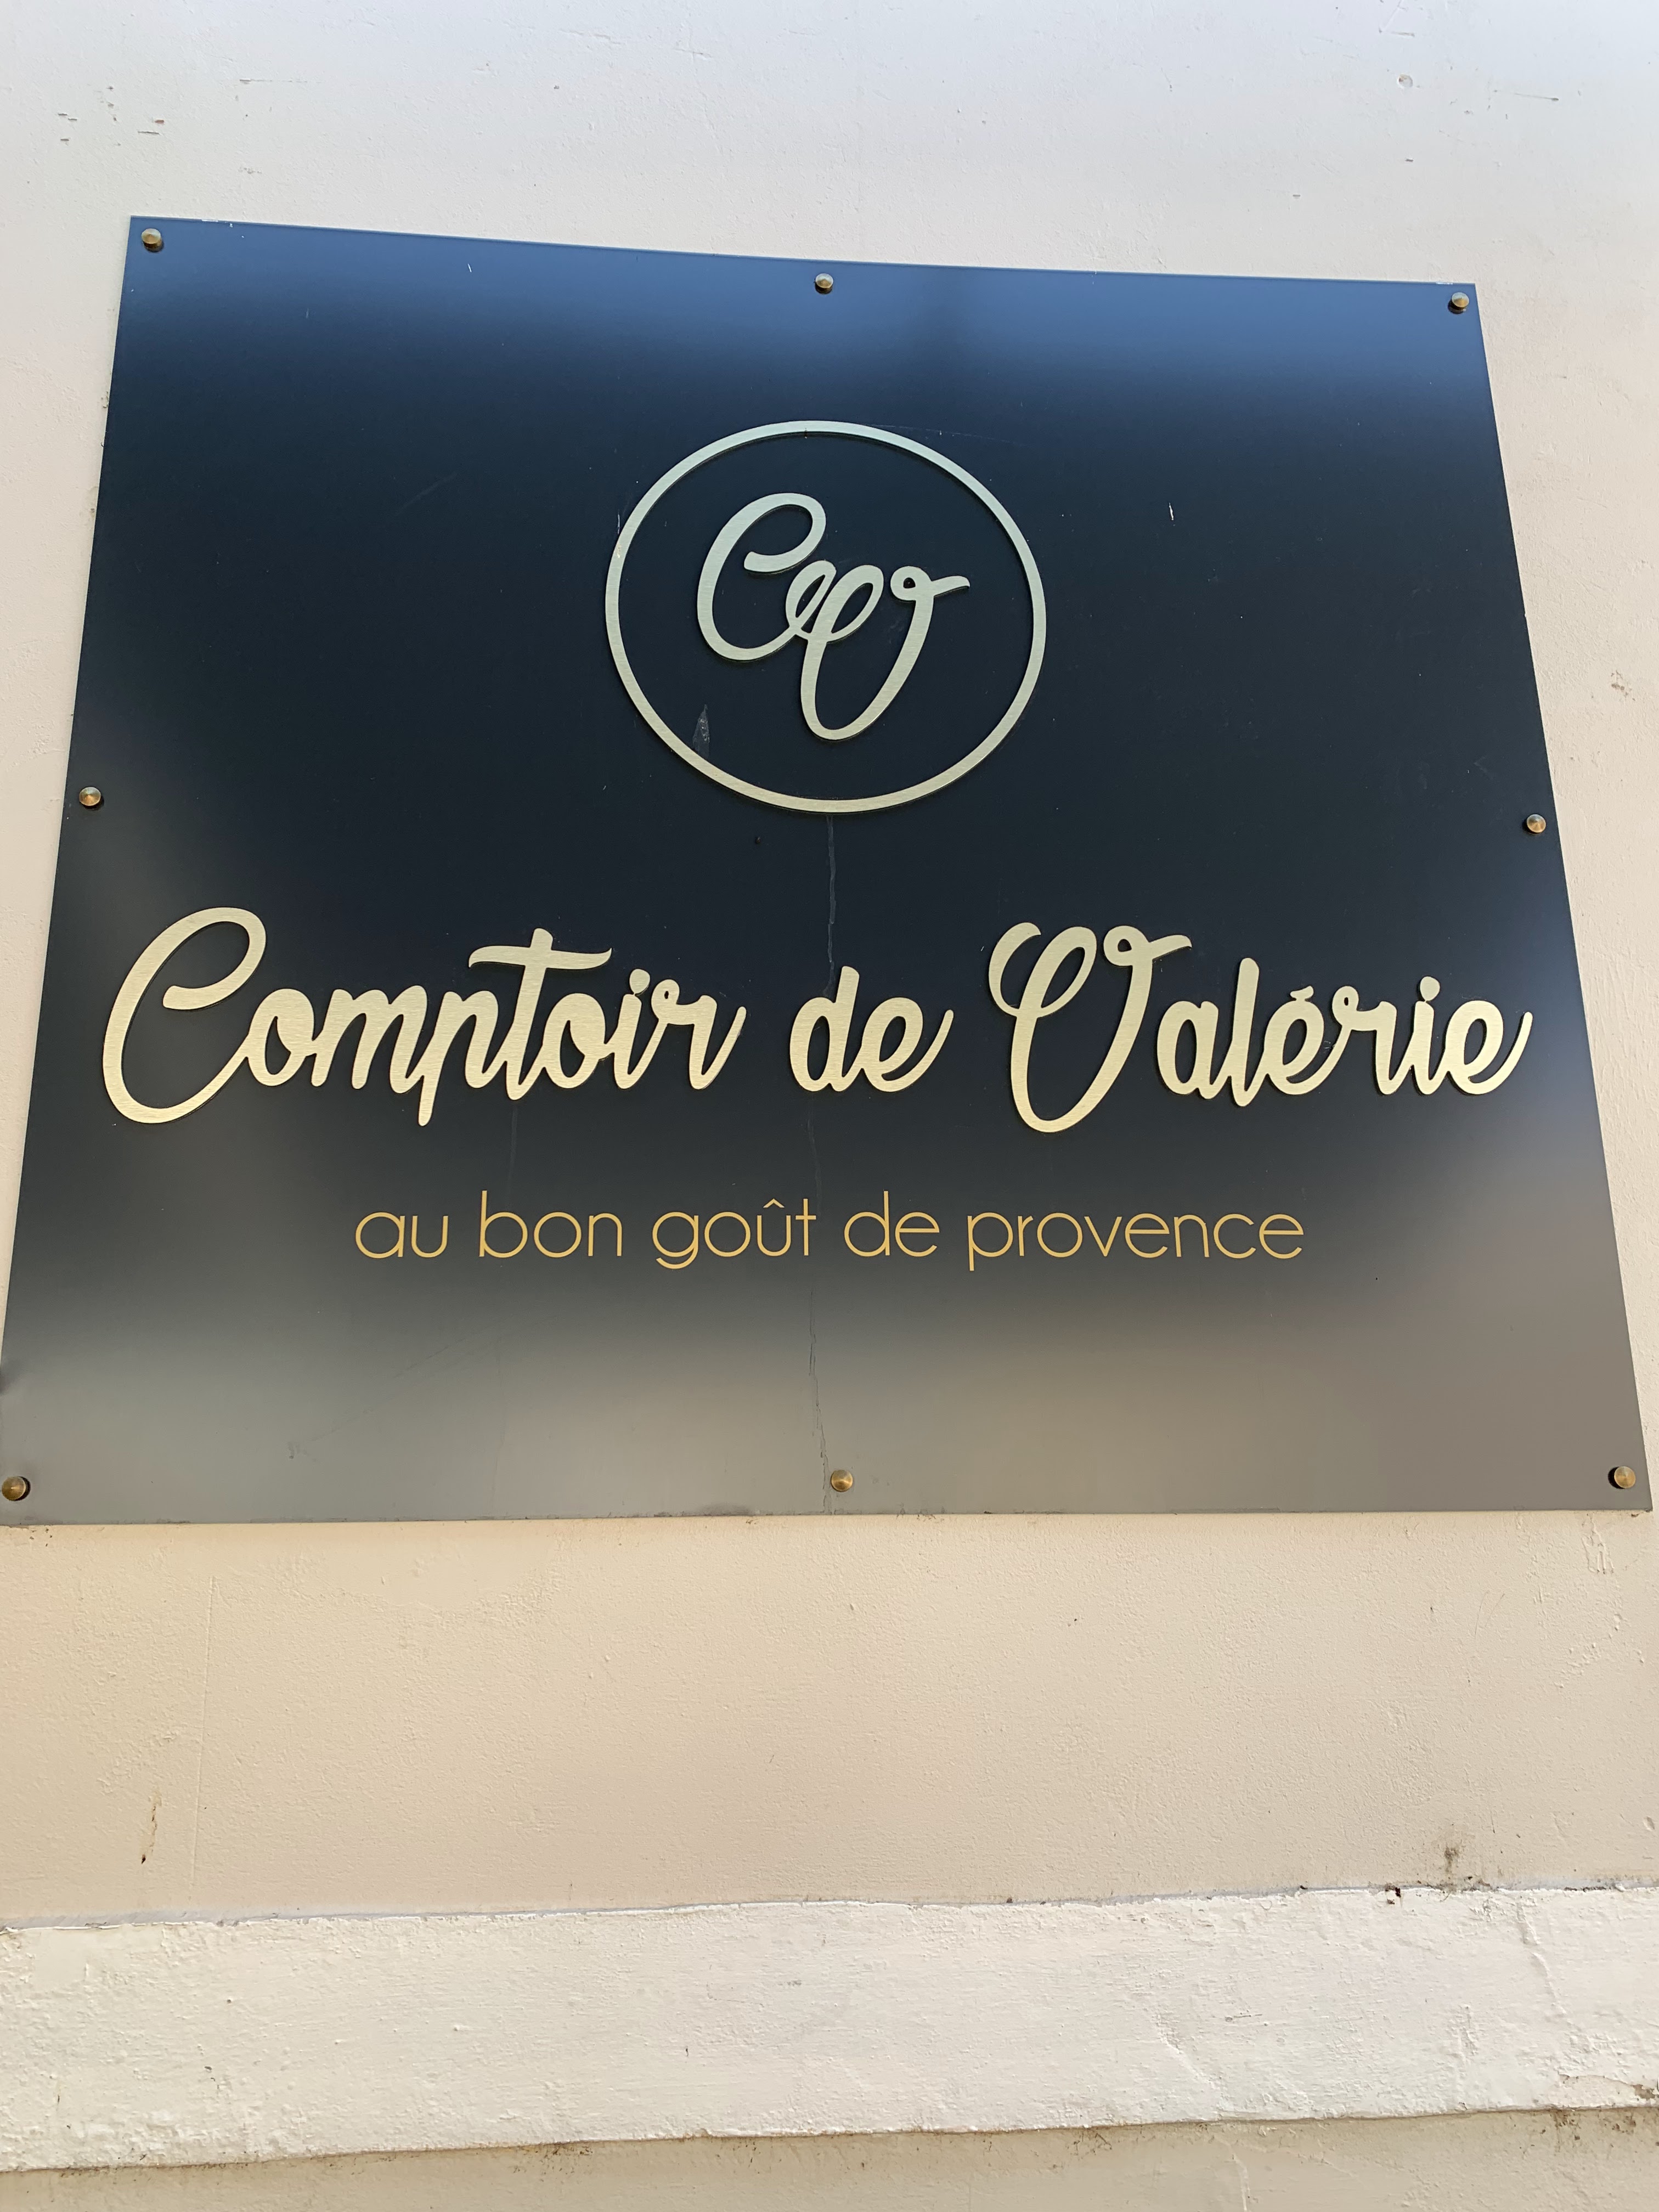 CV
Comptoir de Valérie
au bon goût de provence